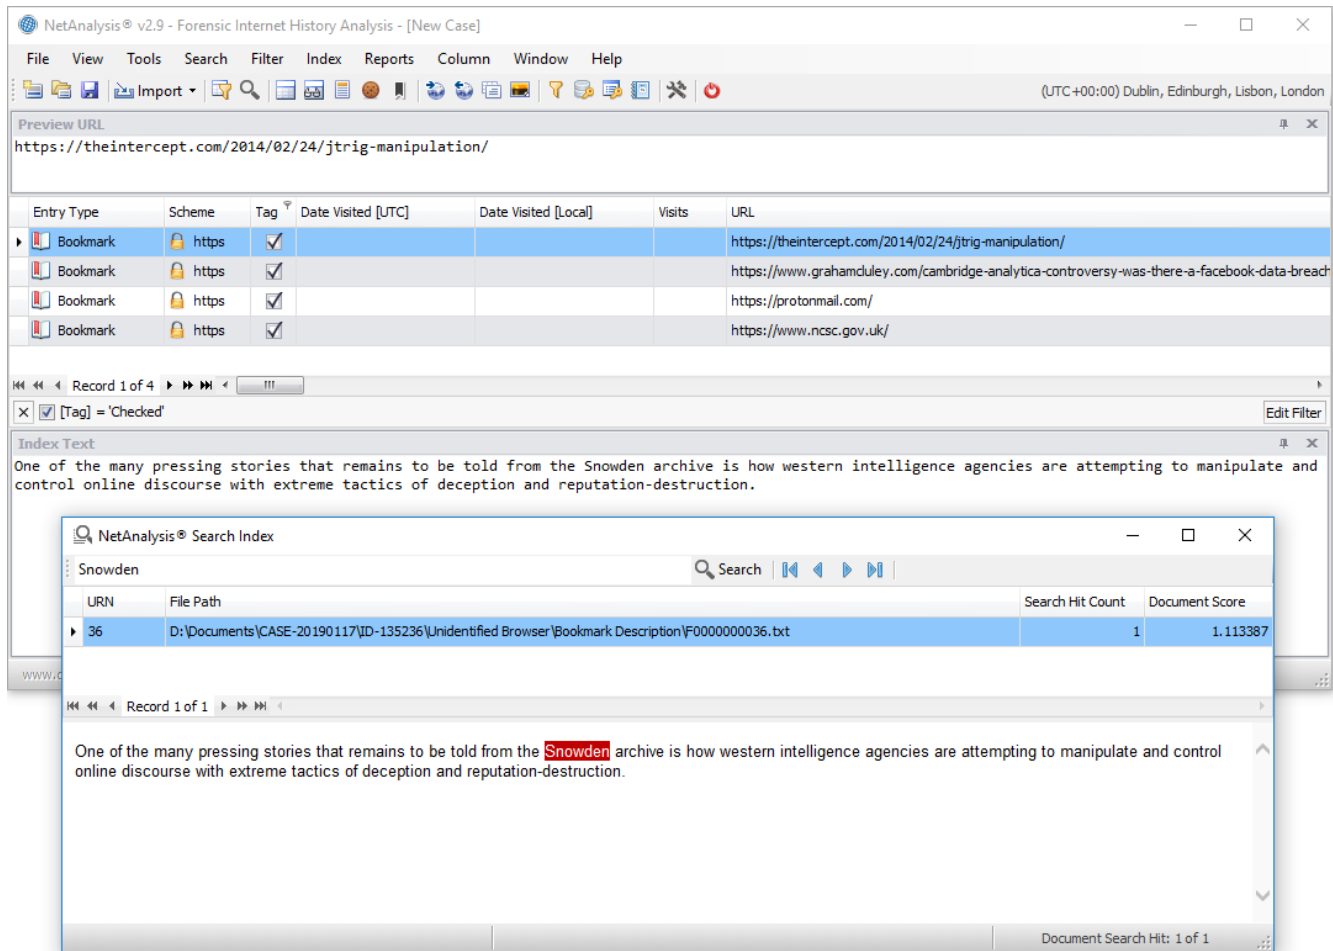 NetAnalysis® v2.9 - Forensic Internet History Analysis - [New Case]
File View Tools Search Filter Index Reports Column Window Help
Import (UTC+00:00) Dublin, Edinburgh, Lisbon, London
Preview URL
https://theintercept.com/2014/02/24/jtrig-manipulation/
Entry Type Scheme Tag Date Visited [UTC] Date Visited [Local] Visits URL
Bookmark https https://theintercept.com/2014/02/24/jtrig-manipulation/
Bookmark https https://www.grahamcluley.com/cambridge-analytica-controversy-was-there-a-facebook-data-breach
Bookmark https https://protonmail.com/
Bookmark https https://www.ncsc.gov.uk/
Record 1 of 4
[Tag] = 'Checked' Edit Filter
Index Text
One of the many pressing stories that remains to be told from the Snowden archive is how western intelligence agencies are attempting to manipulate and
control online discourse with extreme tactics of deception and reputation-destruction.
NetAnalysis® Search Index
Snowden Search
URN File Path Search Hit Count Document Score
36 D:\Documents\CASE-20190117\ID-135236\Unidentified Browser\Bookmark Description\F0000000036.txt 1 1.113387
www.
Record 1 of 1
One of the many pressing stories that remains to be told from the Snowden archive is how western intelligence agencies are attempting to manipulate and control
online discourse with extreme tactics of deception and reputation-destruction.
Document Search Hit: 1 of 1